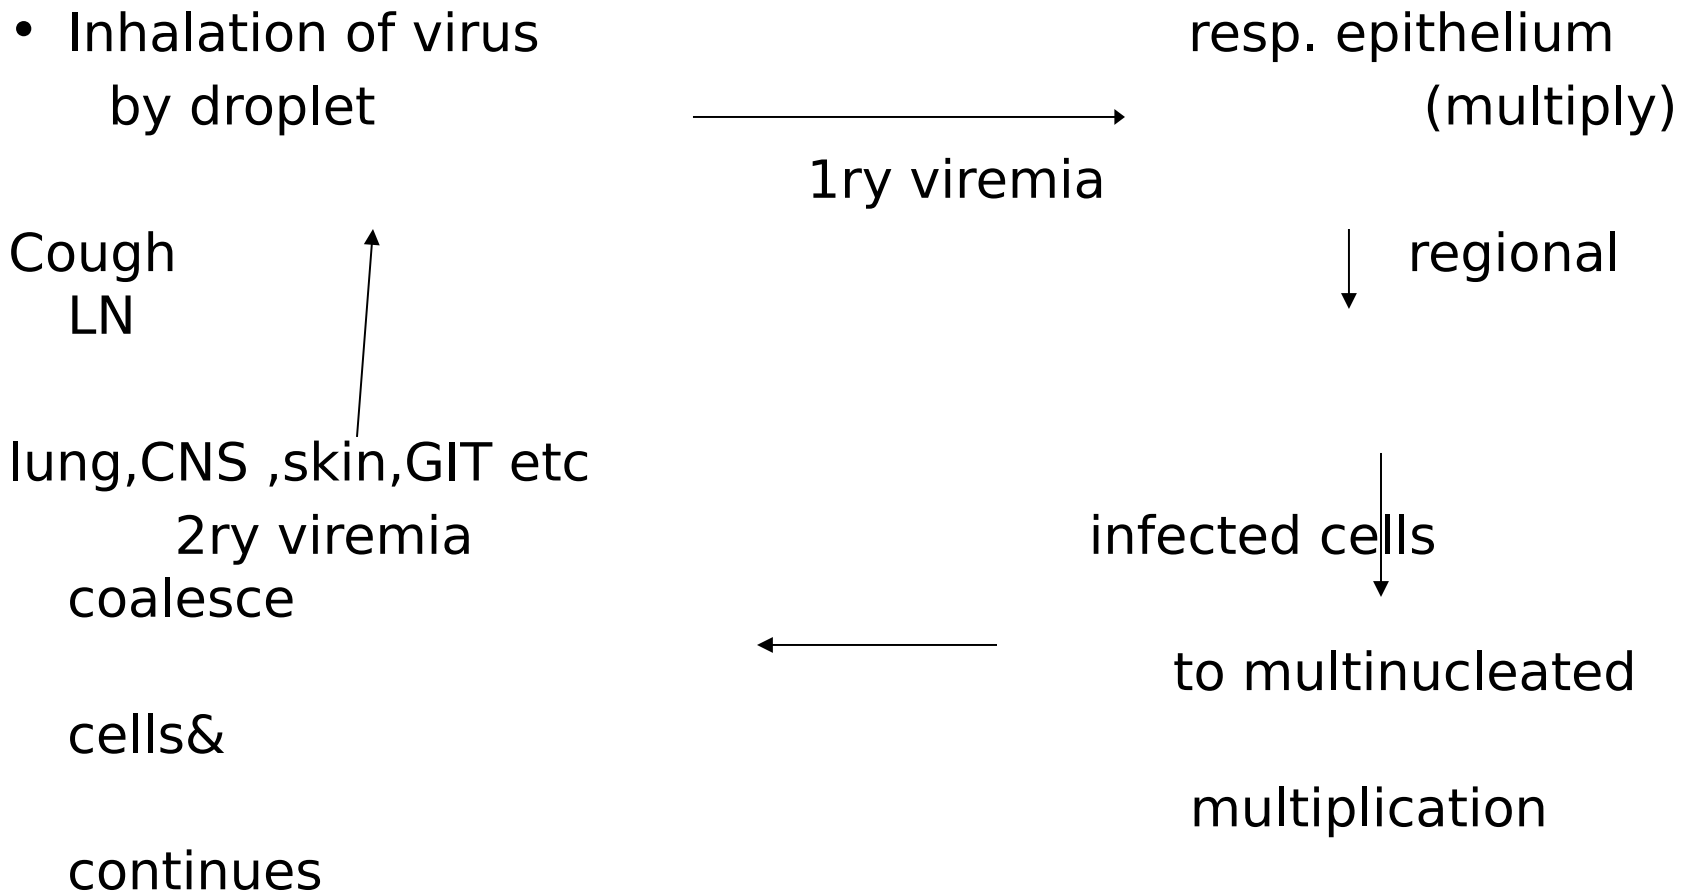 • Inhalation of virus resp. epithelium
by droplet (multiply)
1ry viremia
Cough regional
LN
lung,CNS ,skin,GIT etc
2ry viremia infected cells
coalesce
to multinucleated
cells&
multiplication
continues